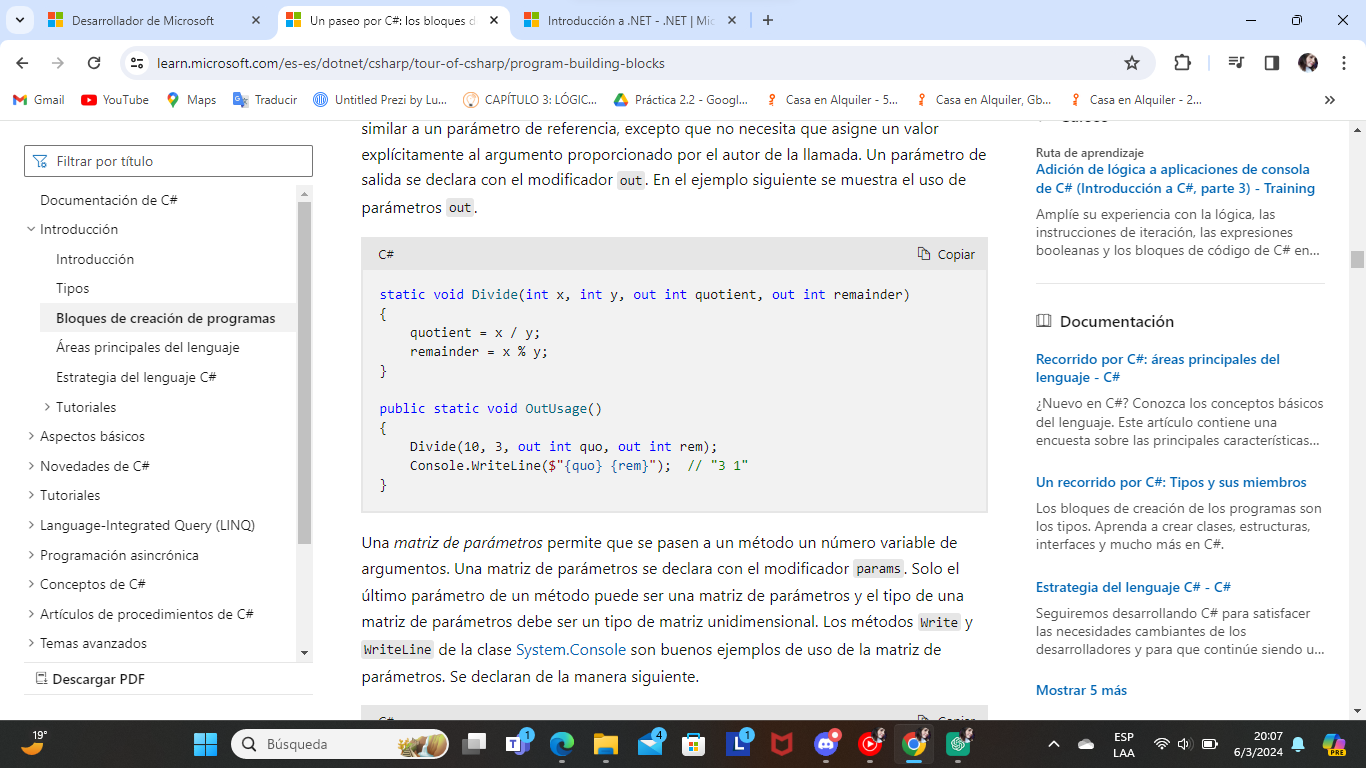 Desarrollador de Microsoft
Un paseo por C#: los bloques d
Introducción a .NET - .NET | Mic
learn.microsoft.com/es-es/dotnet/csharp/tour-of-csharp/program-building-blocks
Gmail
YouTube
Maps
Traducir
Untitled Prezi by Lu...
CAPÍTULO 3: LÓGIC...
Práctica 2.2 - Googl...
Casa en Alquiler - 5...
Casa en Alquiler, Gb...
Casa en Alquiler - 2...
Filtrar por título
Documentación de C#
Introducción
Introducción
Tipos
Bloques de creación de programas
Áreas principales del lenguaje
Estrategia del lenguaje C#
Tutoriales
Aspectos básicos
Novedades de C#
Tutoriales
Language-Integrated Query (LINQ)
Programación asincrónica
Conceptos de C#
Artículos de procedimientos de C#
Temas avanzados
Descargar PDF
similar a un parámetro de referencia, excepto que no necesita que asigne un valor
explícitamente al argumento proporcionado por el autor de la llamada. Un parámetro de
salida se declara con el modificador out. En el ejemplo siguiente se muestra el uso de
parámetros out.
C#
Copiar
static void Divide(int x, int y, out int quotient, out int remainder)
{
quotient = x / y;
remainder = x % y;
}
public static void OutUsage()
{
Divide(10, 3, out int quo, out int rem);
Console.WriteLine($"{quo} {rem}");  // "3 1"
}
Una matriz de parámetros permite que se pasen a un método un número variable de
argumentos. Una matriz de parámetros se declara con el modificador params. Solo el
último parámetro de un método puede ser una matriz de parámetros y el tipo de una
matriz de parámetros debe ser un tipo de matriz unidimensional. Los métodos Write y
WriteLine de la clase System.Console son buenos ejemplos de uso de la matriz de
parámetros. Se declaran de la manera siguiente.
C#
Copiar
Ruta de aprendizaje
Adición de lógica a aplicaciones de consola
de C# (Introducción a C#, parte 3) - Training
Amplíe su experiencia con la lógica, las
instrucciones de iteración, las expresiones
booleanas y los bloques de código de C# en...
Documentación
Recorrido por C#: áreas principales del
lenguaje - C#
¿Nuevo en C#? Conozca los conceptos básicos
del lenguaje. Este artículo contiene una
encuesta sobre las principales características...
Un recorrido por C#: Tipos y sus miembros
Los bloques de creación de los programas son
los tipos. Aprenda a crear clases, estructuras,
interfaces y mucho más en C#.
Estrategia del lenguaje C# - C#
Seguiremos desarrollando C# para satisfacer
las necesidades cambiantes de los
desarrolladores y para que continúe siendo u...
Mostrar 5 más
19°
Búsqueda
1
4
1
ESP
LAA
20:07
6/3/2024
PRE